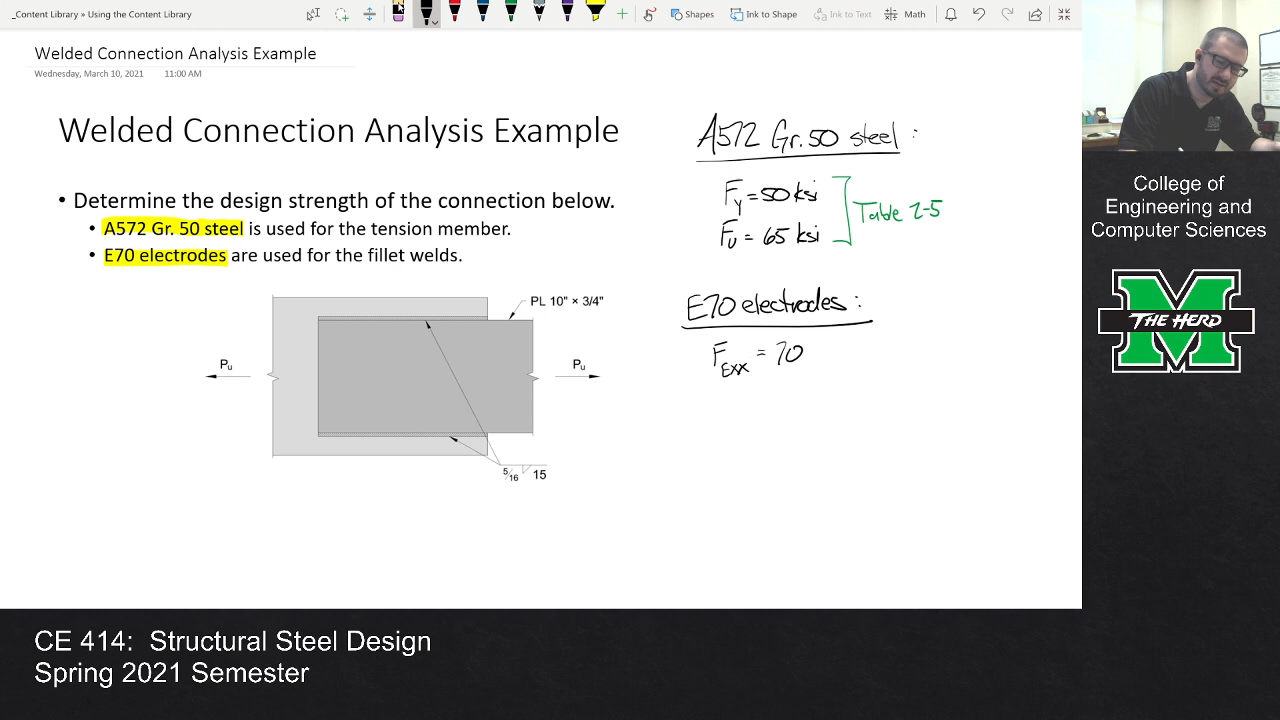 _Content Library » Using the Content Library
Shapes
Ink to Shape
Ink to Text
Math
Welded Connection Analysis Example
Wednesday, March 10, 2021 11:00 AM
Welded Connection Analysis Example
• Determine the design strength of the connection below.
• A572 Gr. 50 steel is used for the tension member.
• E70 electrodes are used for the fillet welds.
PL 10" × 3/4"
Pu
Pu
5/16 15
A572 Gr. 50 steel :
Fy = 50 ksi
Fu = 65 ksi
Table 2-5
E70 electrodes :
FExx = 70
College of
Engineering and
Computer Sciences
THE HERD
CE 414: Structural Steel Design
Spring 2021 Semester